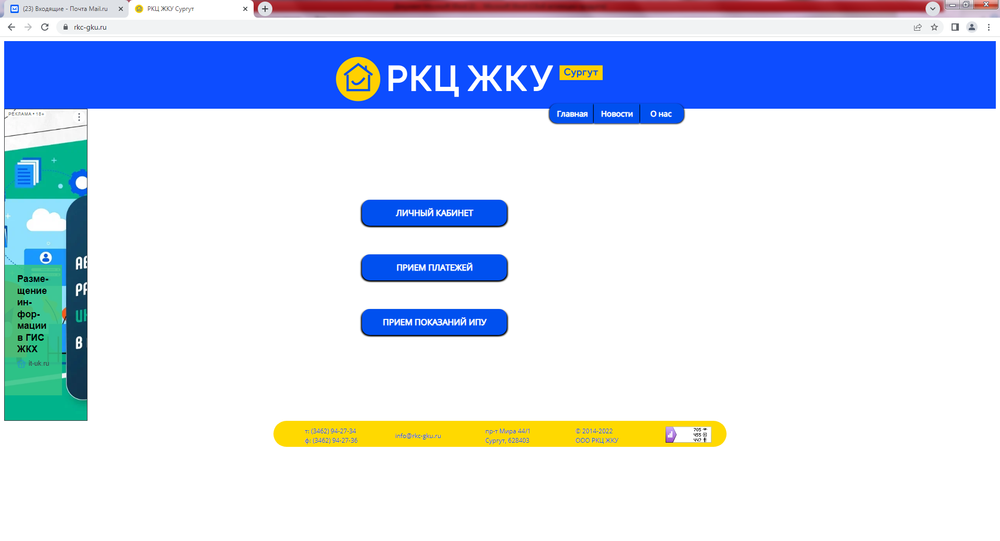 (23) Входящие - Почта Mail.ru
РКЦ ЖКУ Сургут
rkc-gku.ru
РКЦ ЖКУ Сургут
Главная Новости О нас
РЕКЛАМА • 18+
ЛИЧНЫЙ КАБИНЕТ
ПРИЕМ ПЛАТЕЖЕЙ
ПРИЕМ ПОКАЗАНИЙ ИПУ
Разме-
щение
ин-
фор-
мации
в ГИС
ЖКХ
it-uk.ru
т: (3462) 94-27-34
ф: (3462) 94-27-36
info@rkc-gku.ru
пр-т Мира 44/1
Сургут, 628403
© 2014-2022
ООО РКЦ ЖКУ
705
455
447